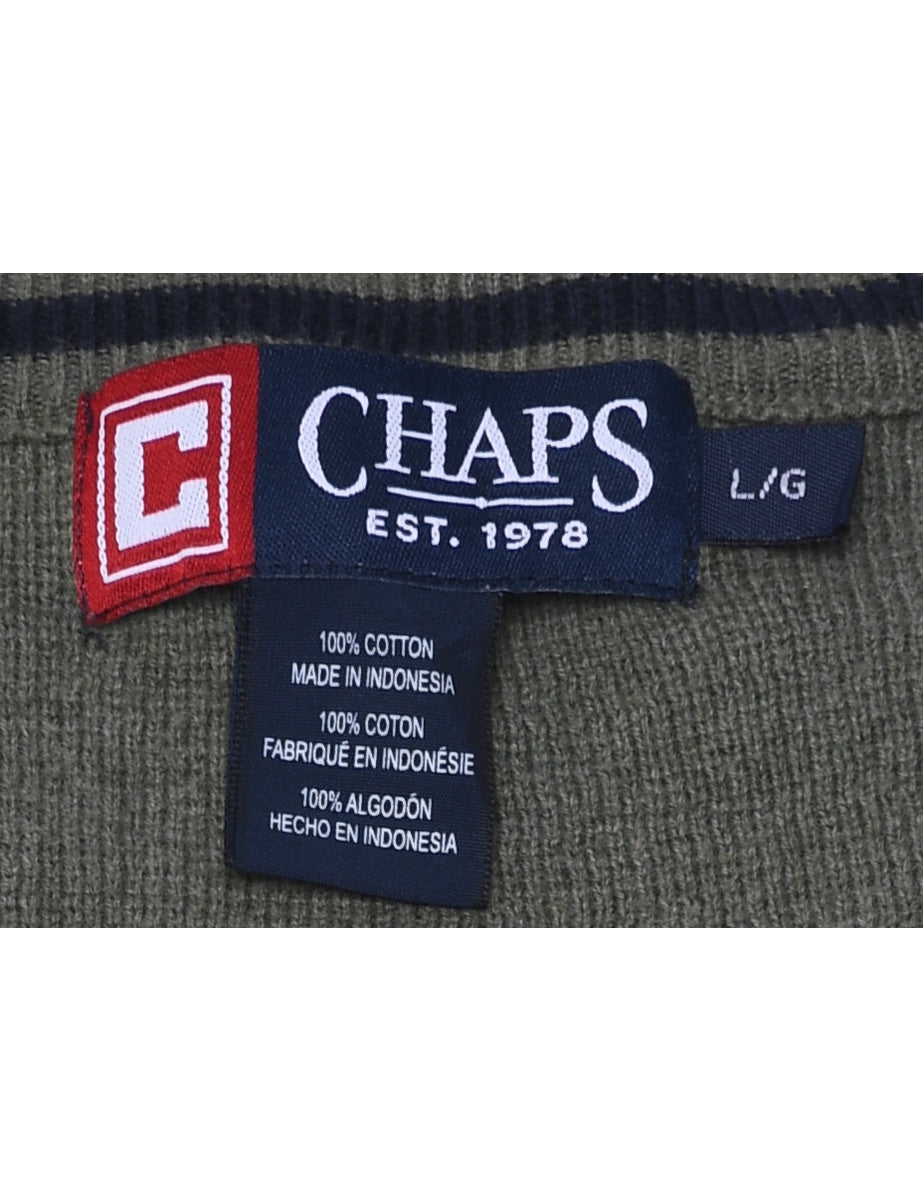 C
CHAPS
EST. 1978
L/G
100% COTTON
MADE IN INDONESIA
100% COTON
FABRIQUÉ EN INDONÉSIE
100% ALGODÓN
HECHO EN INDONESIA